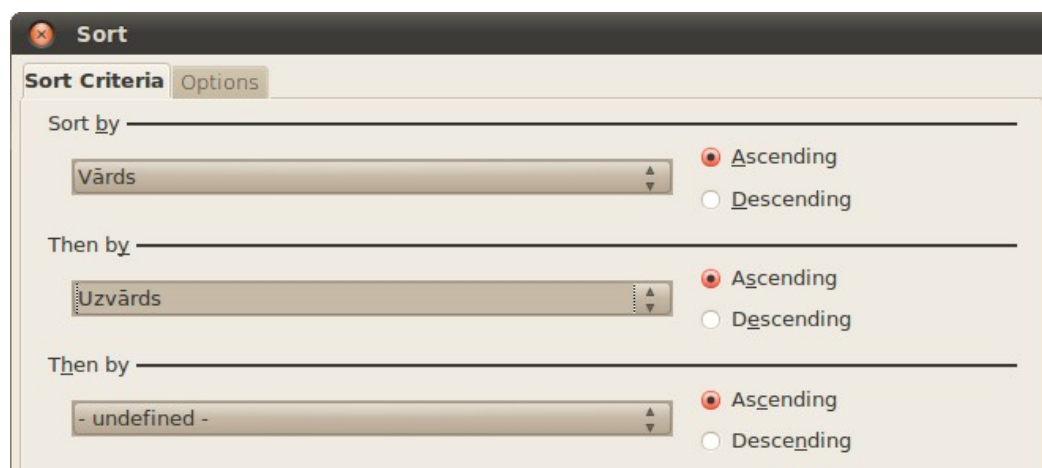 Sort
Sort Criteria Options
Sort by
Vārds
Ascending
Descending
Then by
Uzvārds
Ascending
Descending
Then by
- undefined -
Ascending
Descending